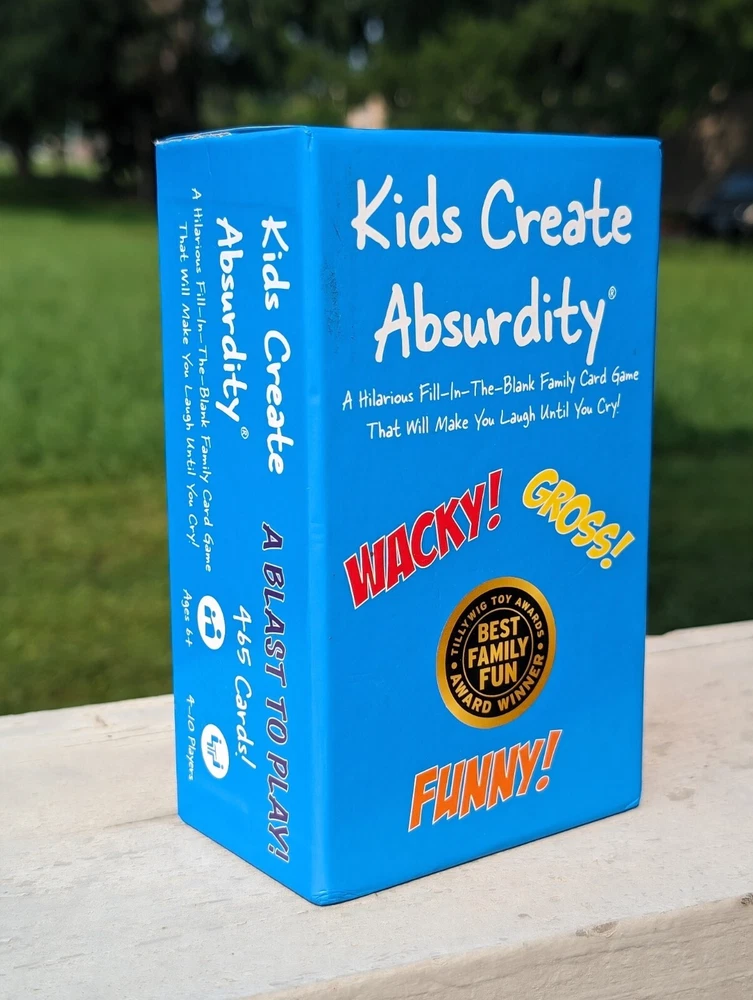 Kids Create
Absurdity®
A Hilarious Fill-In-The-Blank Family Card Game
That Will Make You Laugh Until You Cry!
WACKY!
GROSS!
TILLYWIG TOY AWARDS
BEST
FAMILY
FUN
AWARD WINNER
FUNNY!
Kids Create
Absurdity®
A Hilarious Fill-In-The-Blank Family Card Game
That Will Make You Laugh Until You Cry!
A BLAST TO PLAY!
465 Cards!
Ages 6+
4-10 Players